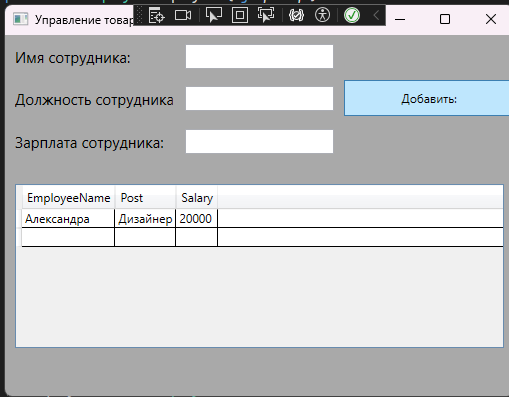 Управление товар
Имя сотрудника:
Должность сотрудника
Добавить:
Зарплата сотрудника:
EmployeeName Post Salary
Александра Дизайнер 20000